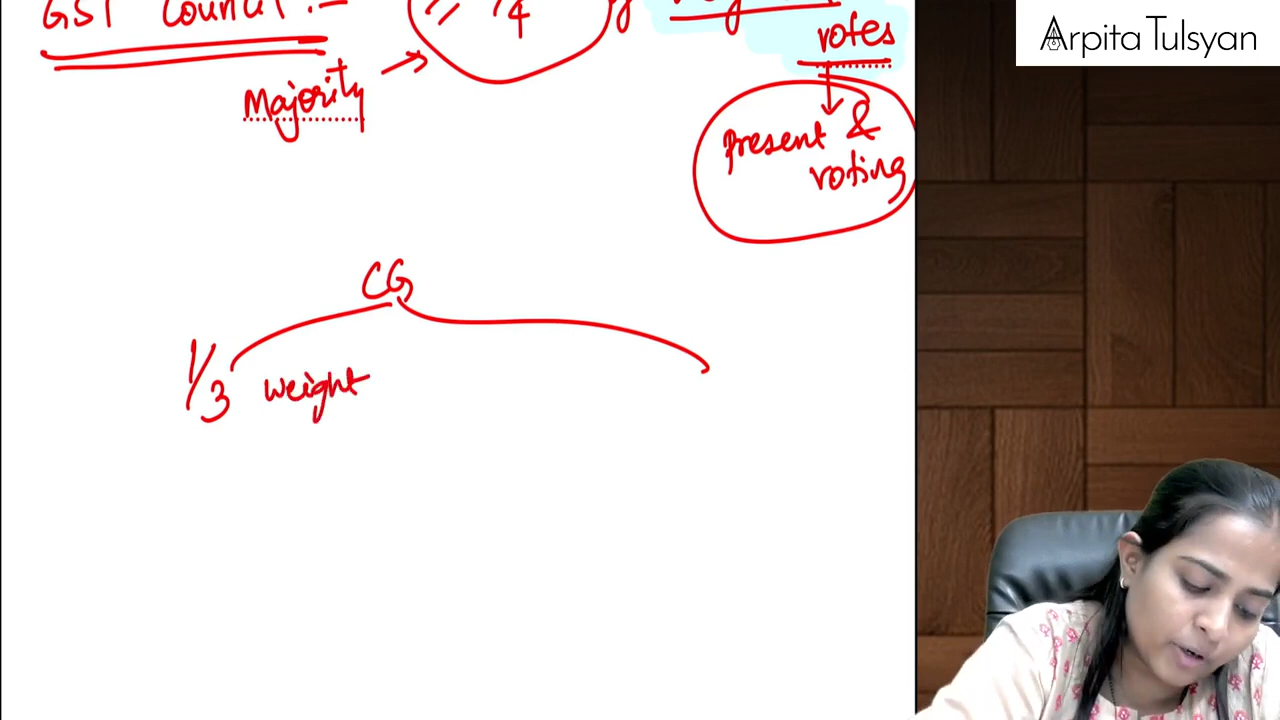 GST Council :-
votes
Majority →
Present &
voting
CG
1/3 weight
Arpita Tulsyan